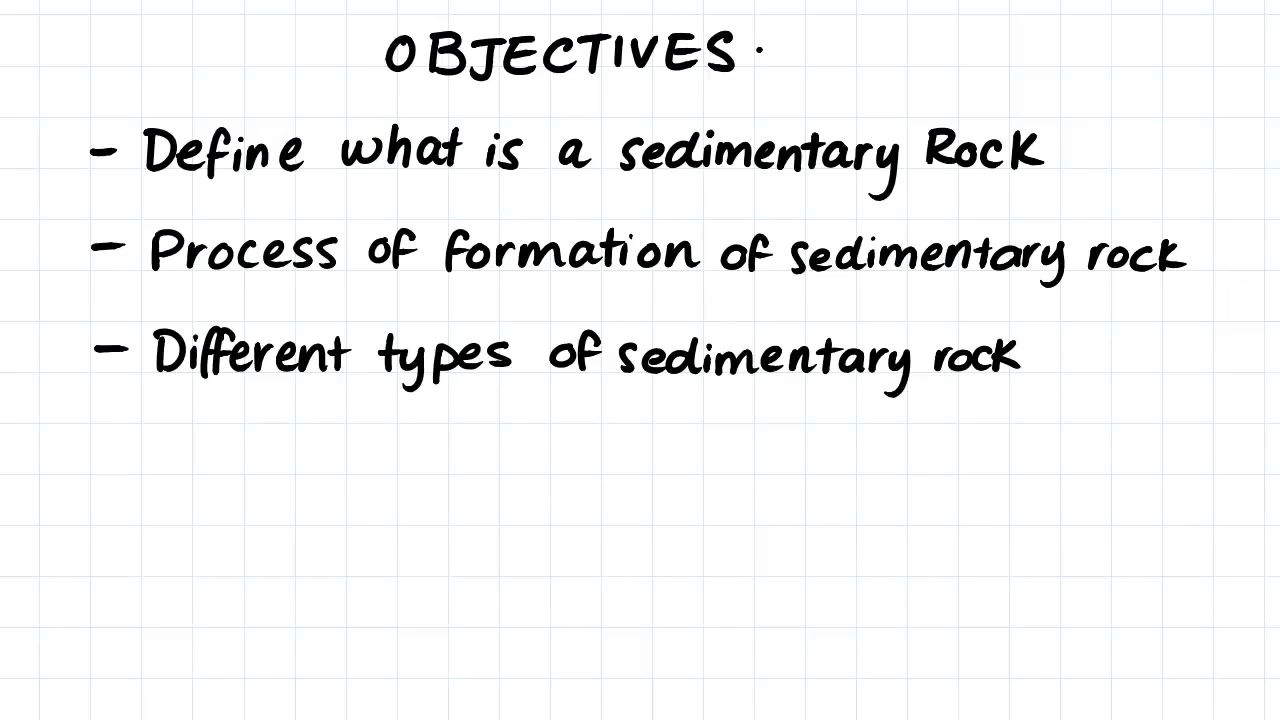 OBJECTIVES.
- Define what is a sedimentary Rock
- Process of formation of sedimentary rock
- Different types of sedimentary rock